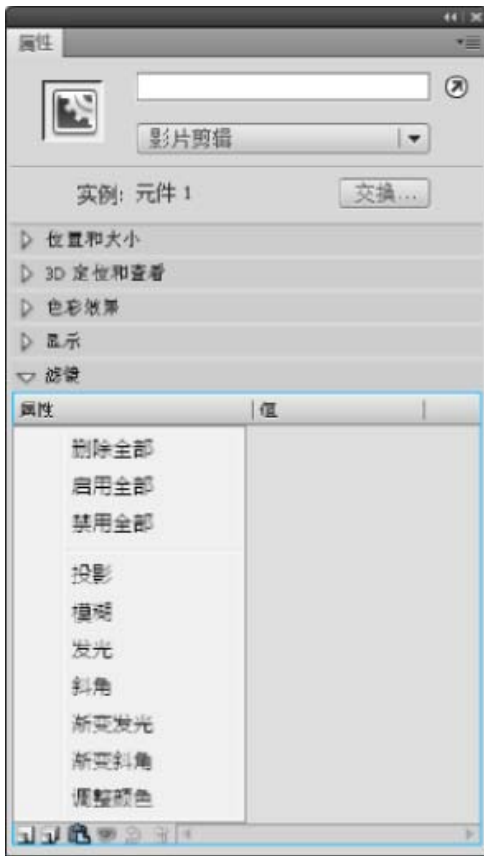 属性
影片剪辑
实例: 元件 1
交换...
位置和大小
3D 定位和查看
色彩效果
显示
滤镜
属性 值
删除全部
启用全部
禁用全部
投影
模糊
发光
斜角
渐变发光
渐变斜角
调整颜色